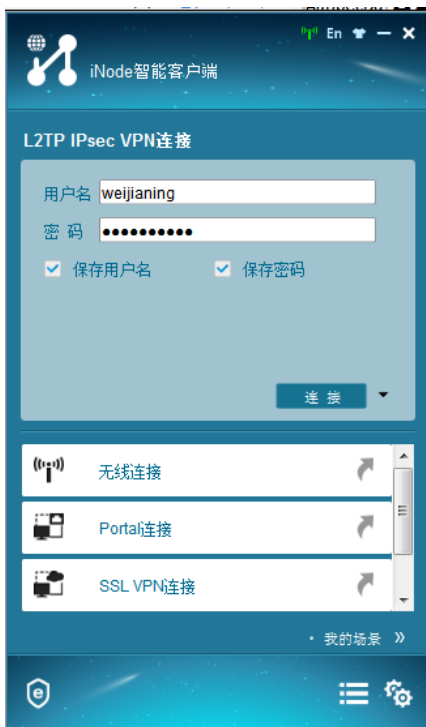 En
iNode智能客户端
L2TP IPsec VPN连接
用户名 weijianing
密 码 ●●●●●●●●●●
保存用户名 保存密码
连 接
无线连接
Portal连接
SSL VPN连接
· 我的场景 »
e